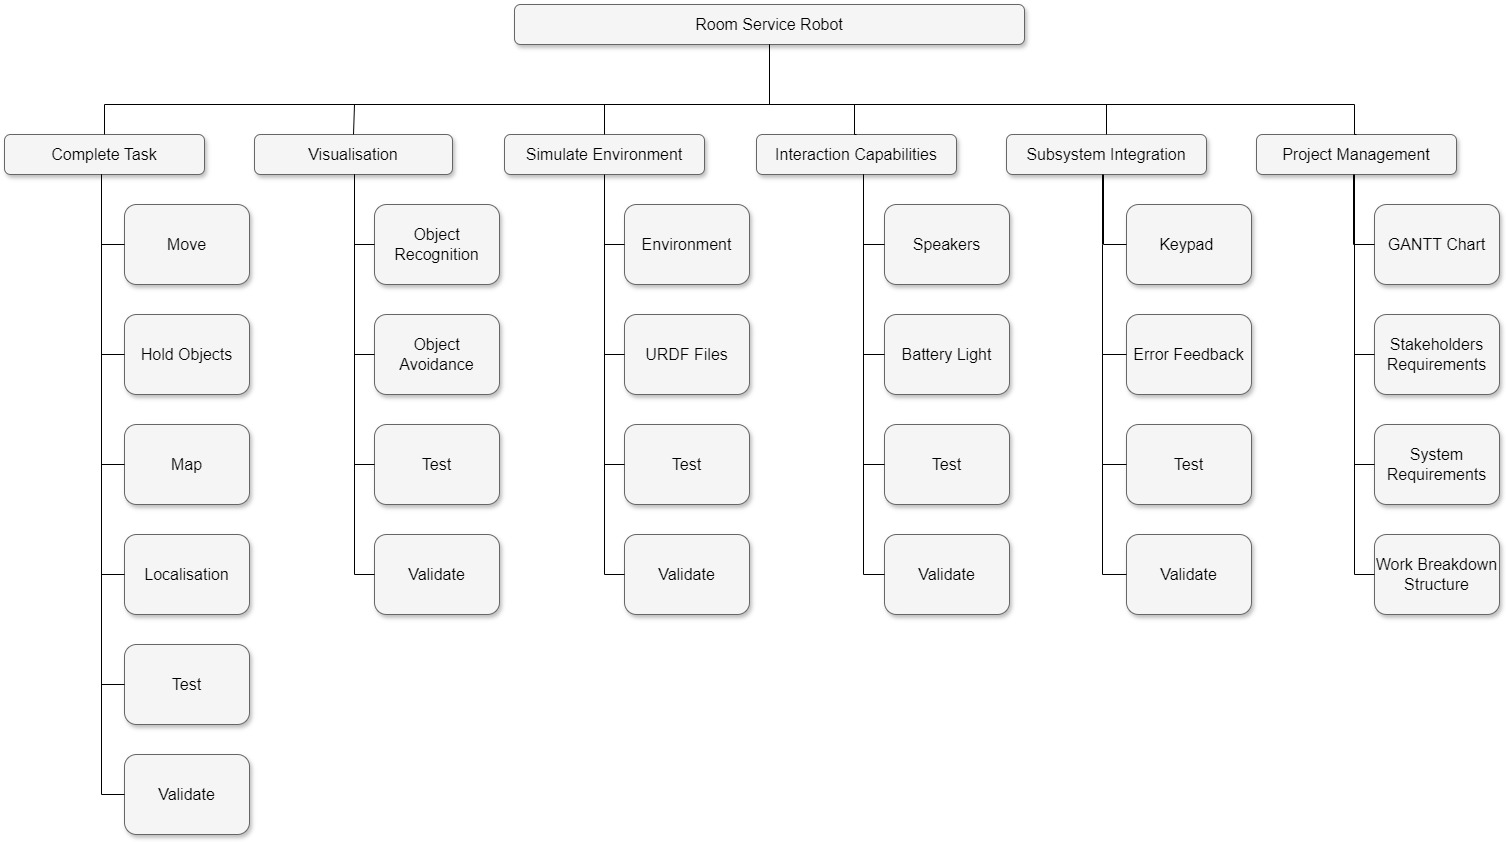 Room Service Robot
Complete Task
Visualisation
Simulate Environment
Interaction Capabilities
Subsystem Integration
Project Management
Move
Object
Recognition
Environment
Speakers
Keypad
GANTT Chart
Hold Objects
Object
Avoidance
URDF Files
Battery Light
Error Feedback
Stakeholders
Requirements
Map
Test
Test
Test
Test
System
Requirements
Localisation
Validate
Validate
Validate
Validate
Work Breakdown
Structure
Test
Validate